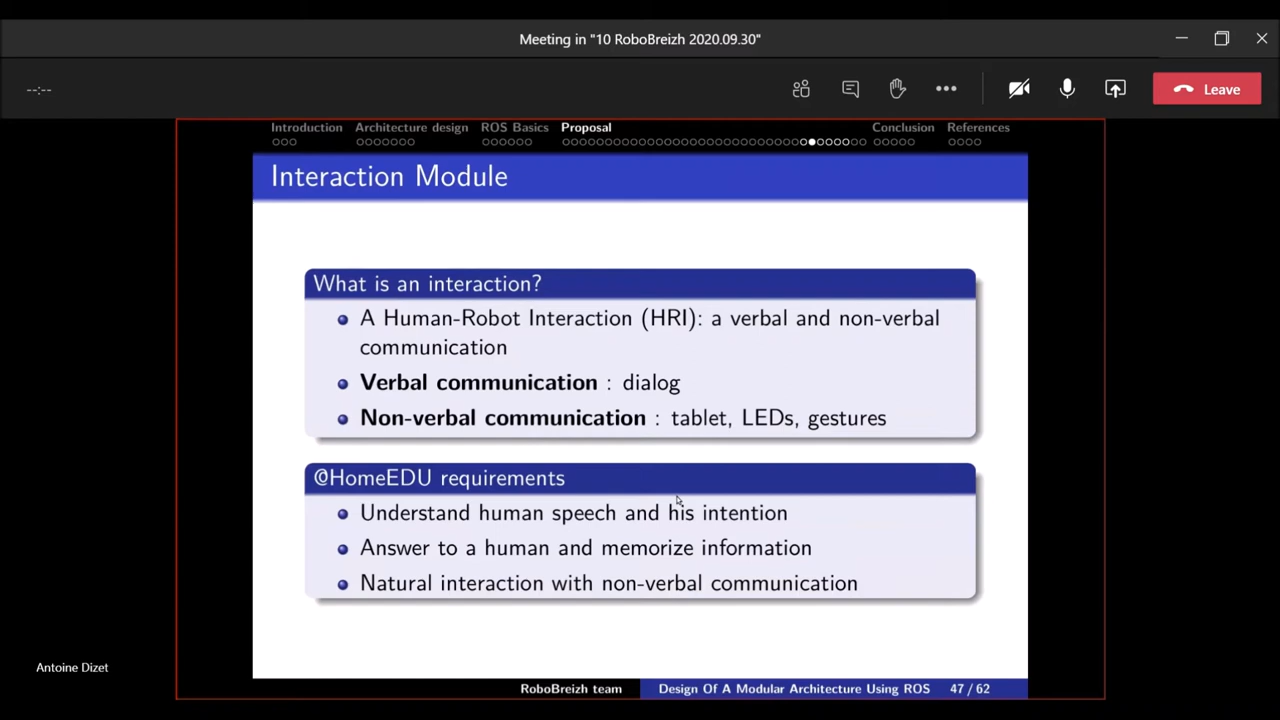 Meeting in "10 RoboBreizh 2020.09.30"
--:--
Leave
Introduction Architecture design ROS Basics Proposal Conclusion References
Interaction Module
What is an interaction?
A Human-Robot Interaction (HRI): a verbal and non-verbal
communication
Verbal communication : dialog
Non-verbal communication : tablet, LEDs, gestures
@HomeEDU requirements
Understand human speech and his intention
Answer to a human and memorize information
Natural interaction with non-verbal communication
Antoine Dizet
RoboBreizh team Design Of A Modular Architecture Using ROS 47 / 62